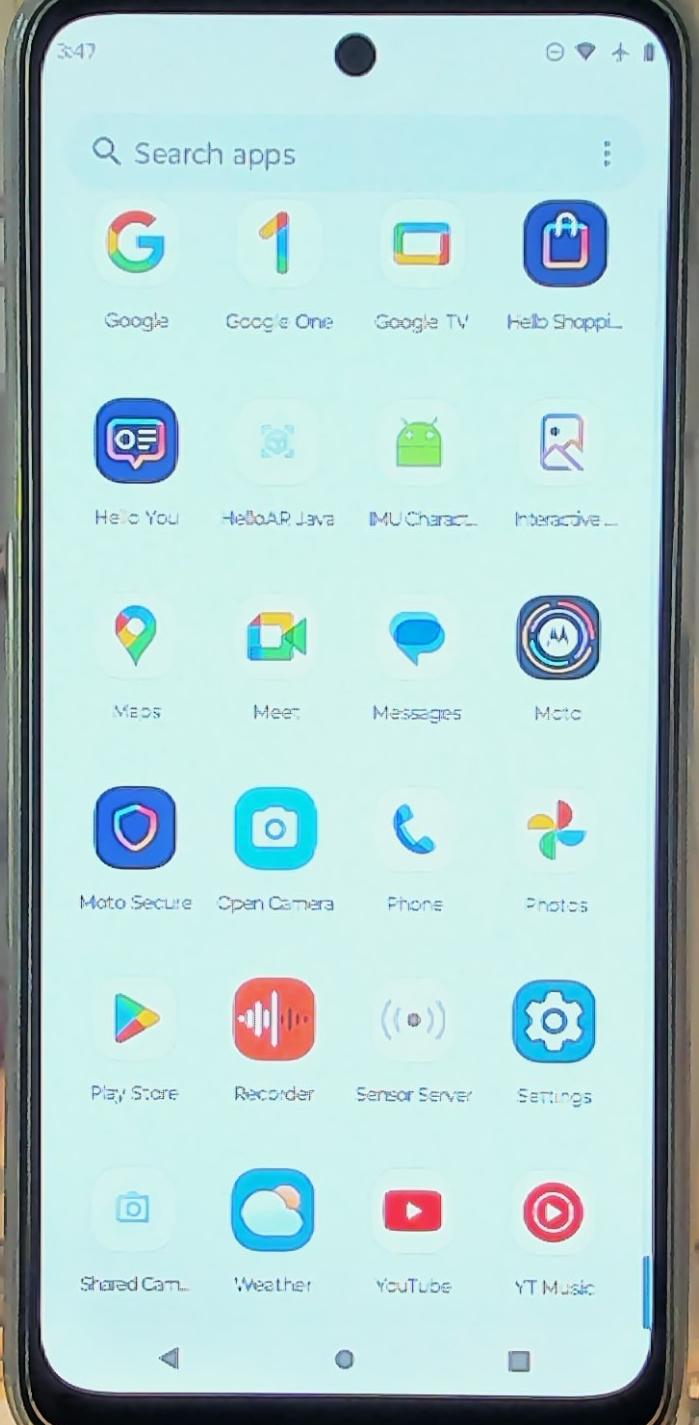 3:47
Search apps
Google Google One Google TV Hello Shoppi...
Hello You HelloAR Java IMU Charact... Interactive ...
Maps Meet Messages Moto
Moto Secure Open Camera Phone Photos
Play Store Recorder Sensor Server Settings
Shared Cam... Weather YouTube YT Music